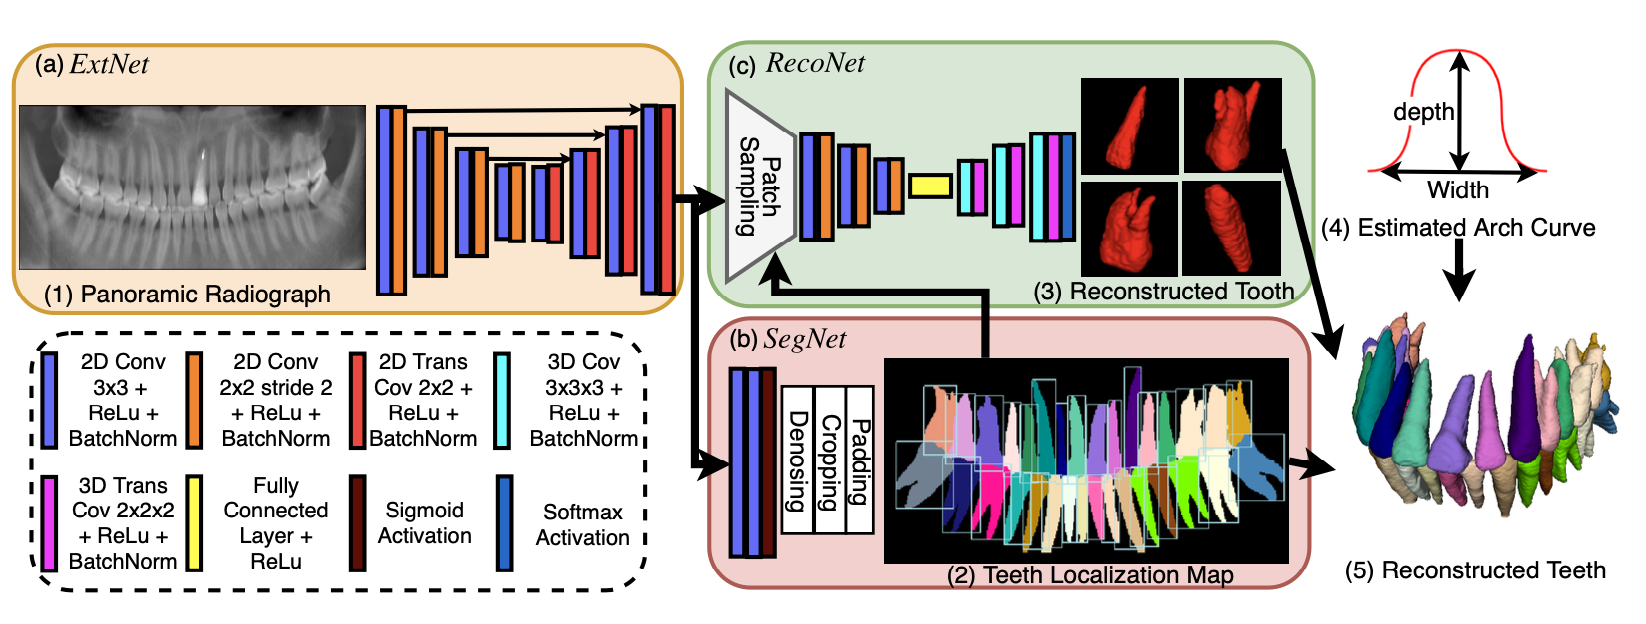 (a) ExtNet
(1) Panoramic Radiograph
(c) RecoNet
Patch
Sampling
(3) Reconstructed Tooth
depth
Width
(4) Estimated Arch Curve
2D Conv
3x3 +
ReLu +
BatchNorm
2D Conv
2x2 stride 2
+ ReLu +
BatchNorm
2D Trans
Cov 2x2 +
ReLu +
BatchNorm
3D Cov
3x3x3 +
ReLu +
BatchNorm
3D Trans
Cov 2x2x2
+ ReLu +
BatchNorm
Fully
Connected
Layer +
ReLu
Sigmoid
Activation
Softmax
Activation
(b) SegNet
Denosing
Cropping
Padding
(2) Teeth Localization Map
(5) Reconstructed Teeth